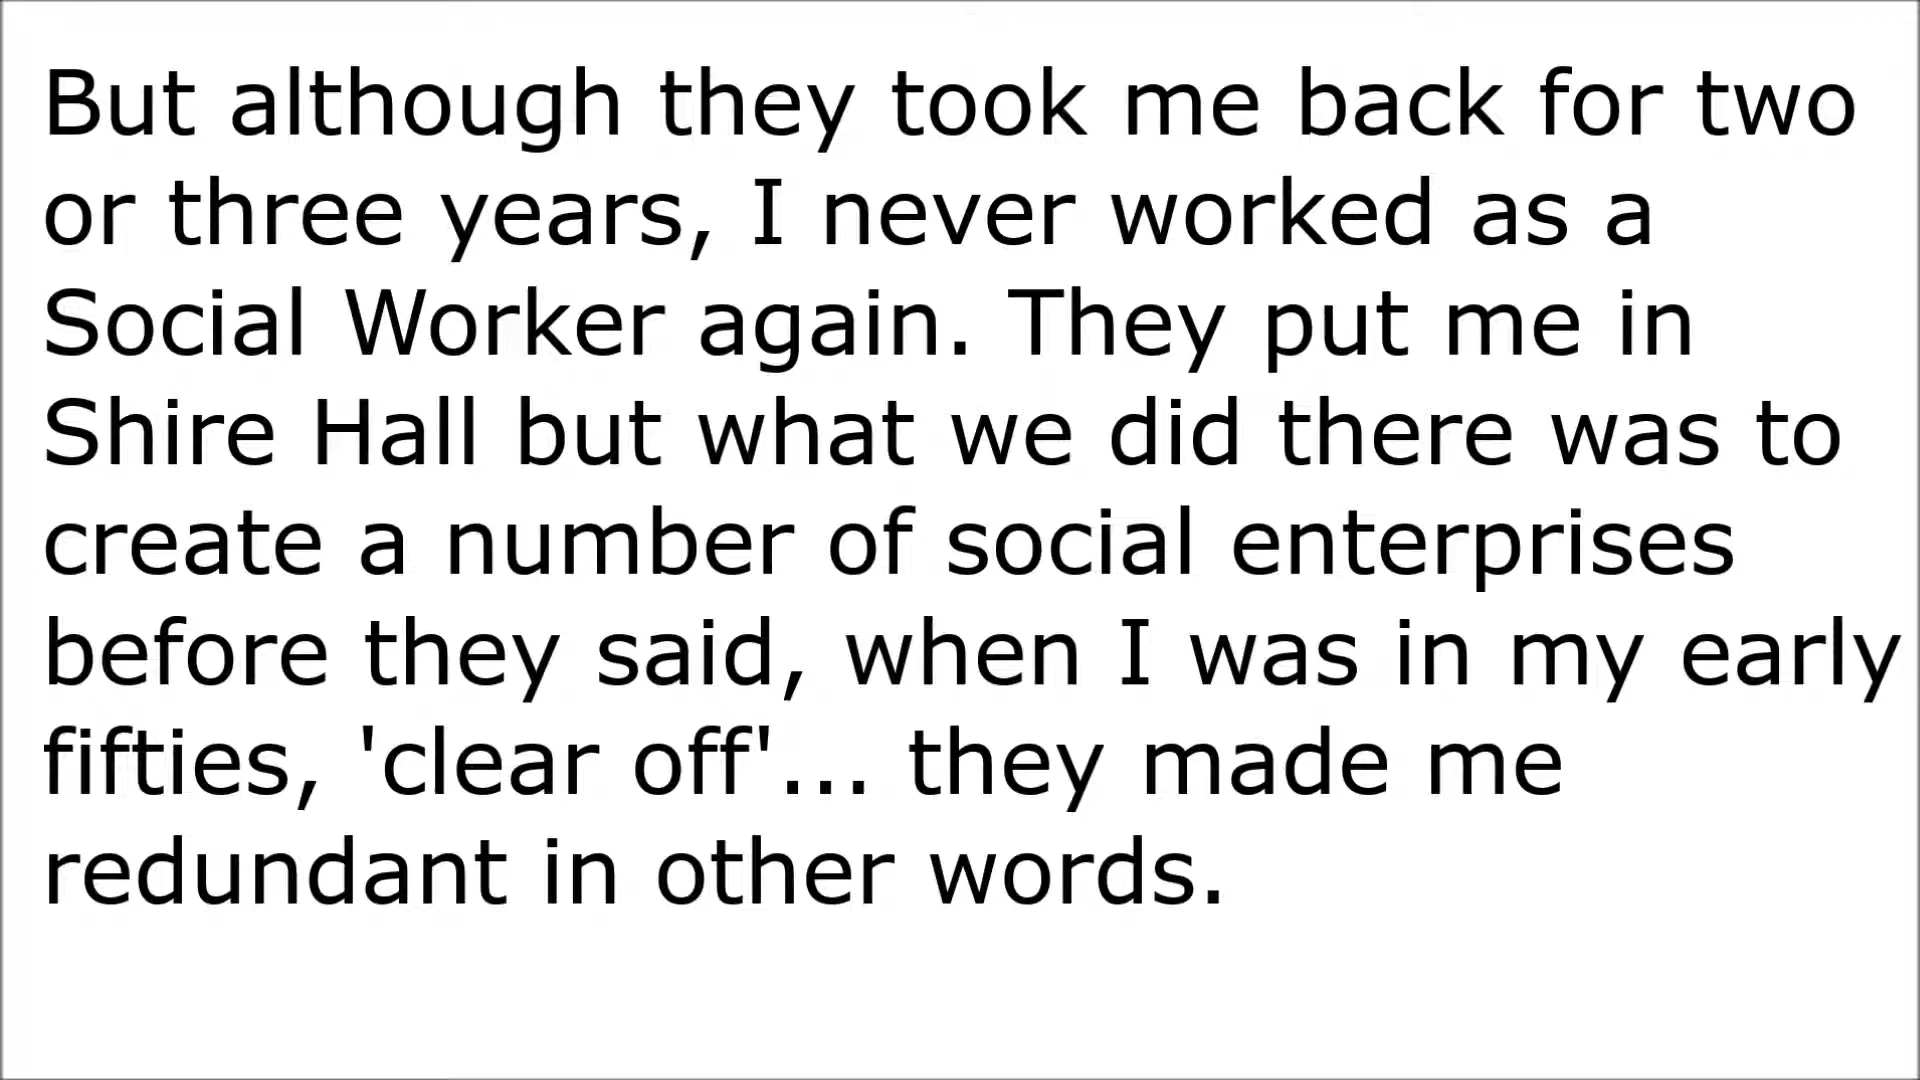 But although they took me back for two
or three years, I never worked as a
Social Worker again. They put me in
Shire Hall but what we did there was to
create a number of social enterprises
before they said, when I was in my early
fifties, 'clear off'... they made me
redundant in other words.